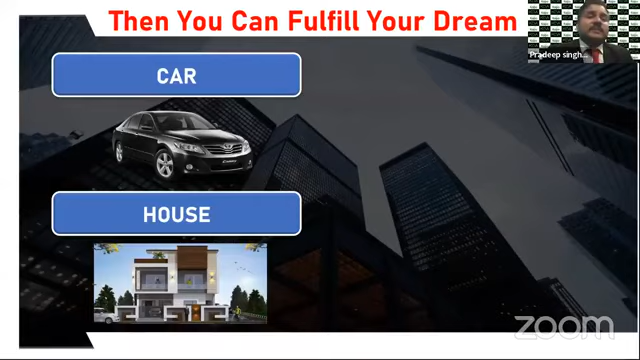 Then You Can Fulfill Your Dream
Pradeep singh...
CAR
HOUSE
zoom